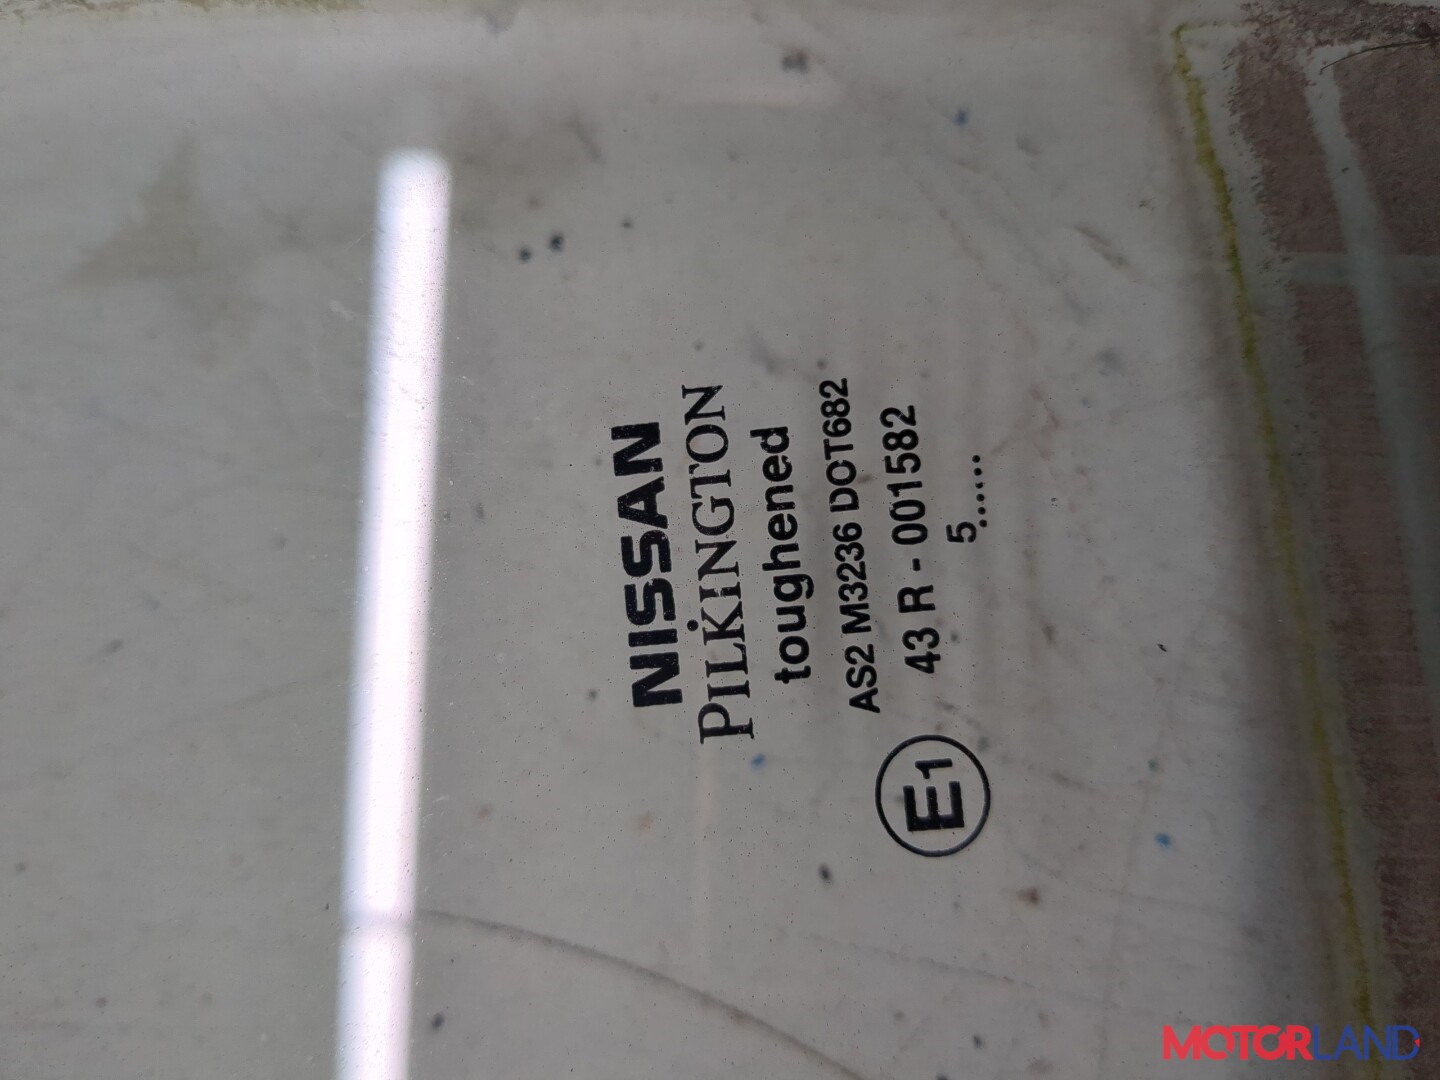 NISSAN
PILKINGTON
toughened
AS2 M3236 DOT682
E1 43 R - 001582
5......
MOTORLAND